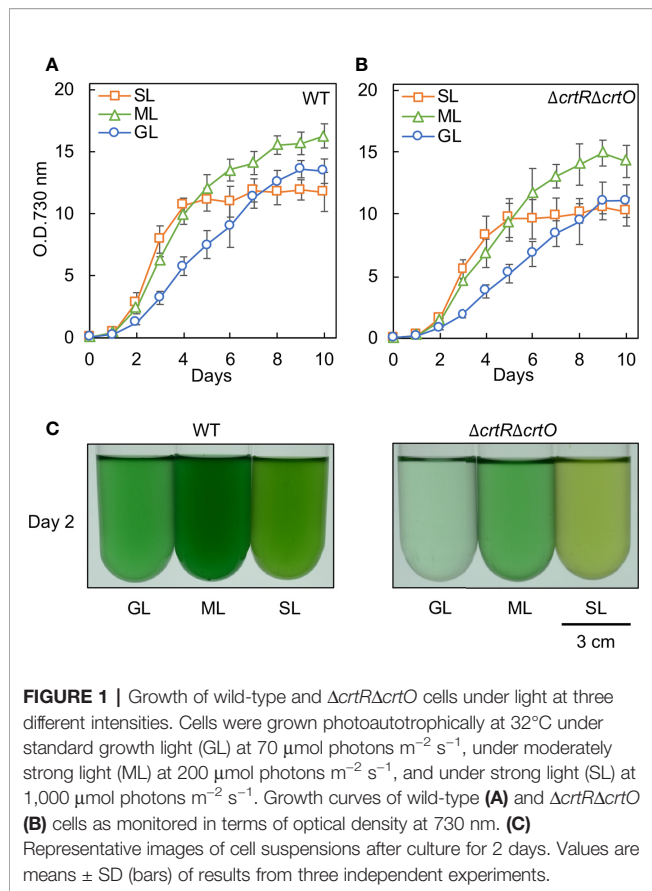 A
B
20
15
10
5
0
O.D.730 nm
SL
ML
GL
WT
0 2 4 6 8 10
Days
20
15
10
5
0
SL
ML
GL
ΔcrtRΔcrtO
0 2 4 6 8 10
Days
C
WT
ΔcrtRΔcrtO
Day 2
GL ML SL
GL ML SL
3 cm
FIGURE 1 | Growth of wild-type and ΔcrtRΔcrtO cells under light at three
different intensities. Cells were grown photoautotrophically at 32°C under
standard growth light (GL) at 70 μmol photons m⁻² s⁻¹, under moderately
strong light (ML) at 200 μmol photons m⁻² s⁻¹, and under strong light (SL) at
1,000 μmol photons m⁻² s⁻¹. Growth curves of wild-type (A) and ΔcrtRΔcrtO
(B) cells as monitored in terms of optical density at 730 nm. (C)
Representative images of cell suspensions after culture for 2 days. Values are
means ± SD (bars) of results from three independent experiments.